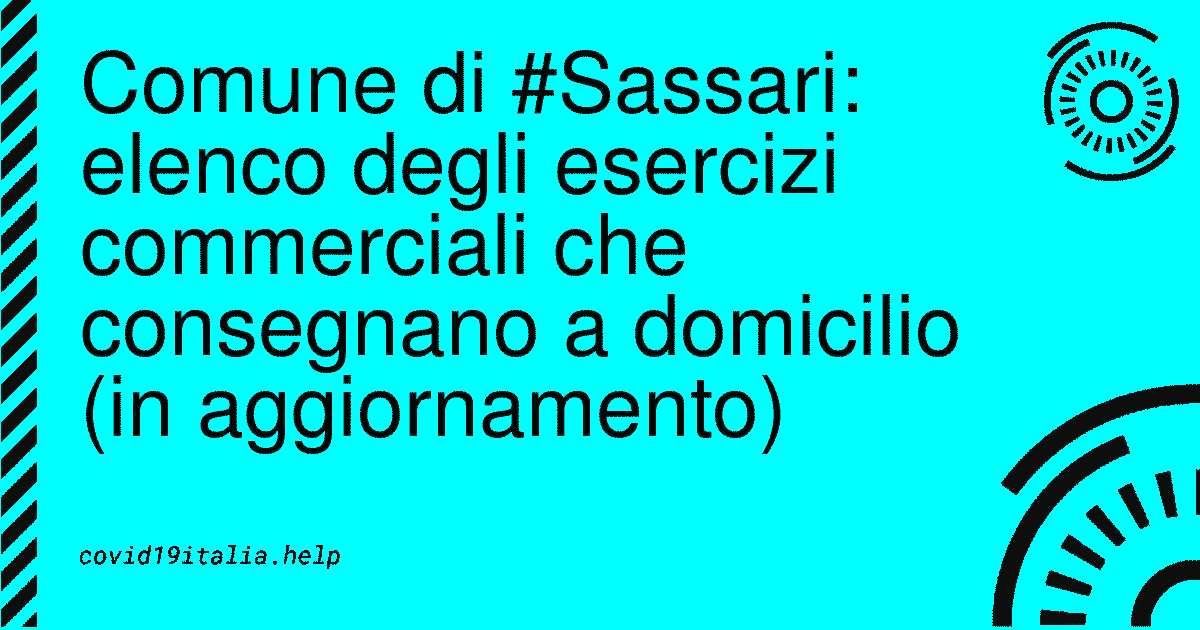 Comune di #Sassari:
elenco degli esercizi
commerciali che
consegnano a domicilio
(in aggiornamento)
covid19italia.help